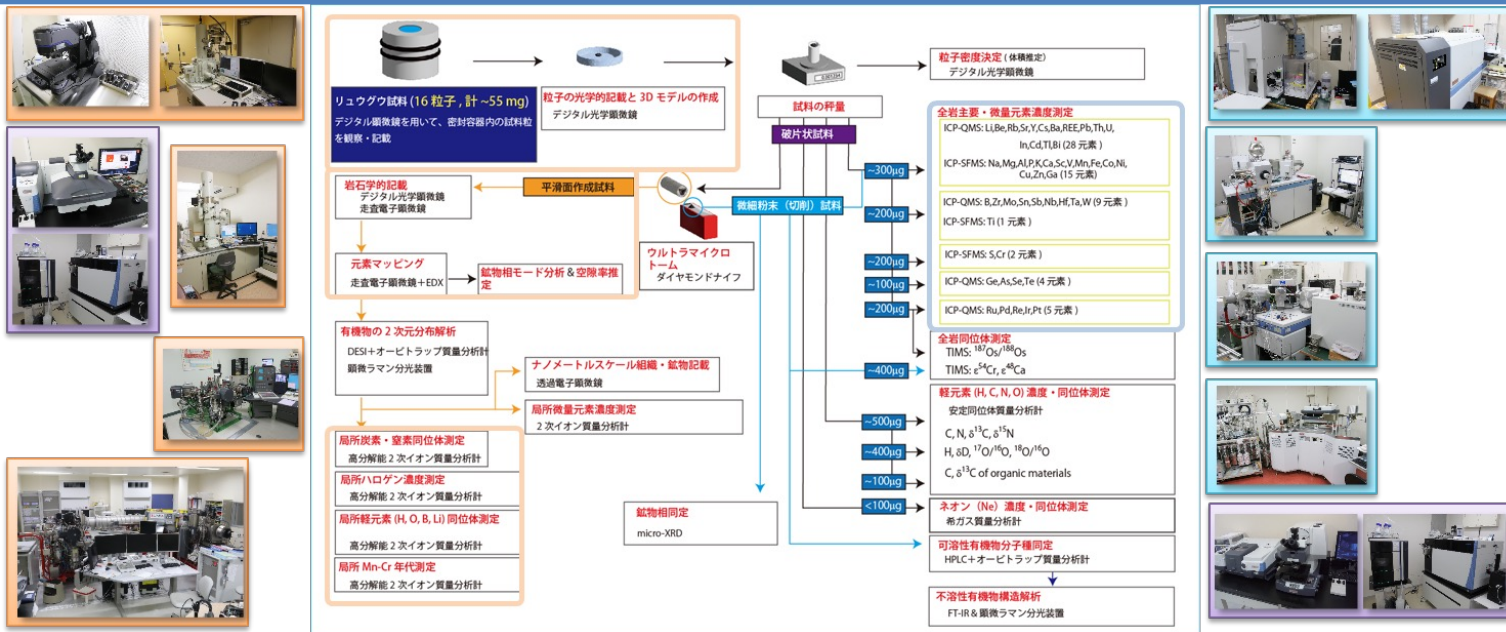 リュウグウ試料 (16 粒子 , 計 ~55 mg)
デジタル顕微鏡を用いて、密封容器内の試料粒
を観察・記載
粒子の光学的記載と 3D モデルの作成
デジタル光学顕微鏡
粒子密度決定 ( 体積推定)
デジタル光学顕微鏡
試料の秤量
破片状試料
平滑面作成試料
微細粉末（切削）試料
ウルトラマイクロ
トーム
ダイヤモンドナイフ
岩石学的記載
デジタル光学顕微鏡
走査電子顕微鏡
元素マッピング
走査電子顕微鏡＋EDX
鉱物相モード分析 & 空隙率推
定
有機物の 2 次元分布解析
DESI＋オービトラップ質量分析計
顕微ラマン分光装置
ナノメートルスケール組織・鉱物記載
透過電子顕微鏡
局所微量元素濃度測定
2 次イオン質量分析計
局所炭素・窒素同位体測定
高分解能 2 次イオン質量分析計
局所ハロゲン濃度測定
高分解能 2 次イオン質量分析計
局所軽元素 (H, O, B, Li) 同位体測定
高分解能 2 次イオン質量分析計
局所 Mn-Cr 年代測定
高分解能 2 次イオン質量分析計
鉱物相同定
micro-XRD
全岩主要・微量元素濃度測定
~300μg
ICP-QMS: Li,Be,Rb,Sr,Y,Cs,Ba,REE,Pb,Th,U,
In,Cd,Tl,Bi (28 元素 )
ICP-SFMS: Na,Mg,Al,P,K,Ca,Sc,V,Mn,Fe,Co,Ni,
Cu,Zn,Ga (15 元素)
~200μg
ICP-QMS: B,Zr,Mo,Sn,Sb,Nb,Hf,Ta,W (9 元素 )
ICP-SFMS: Ti (1 元素 )
~200μg
ICP-SFMS: S,Cr (2 元素 )
~100μg
ICP-QMS: Ge,As,Se,Te (4 元素 )
~200μg
ICP-QMS: Ru,Pd,Re,Ir,Pt (5 元素 )
全岩同位体測定
TIMS: ¹⁸⁷Os/¹⁸⁸Os
~400μg
TIMS: ε⁵⁴Cr, ε⁴⁸Ca
軽元素 (H, C, N, O) 濃度・同位体測定
安定同位体質量分析計
~500μg
C, N, δ¹³C, δ¹⁵N
~400μg
H, δD, ¹⁷O/¹⁶O, ¹⁸O/¹⁶O
~100μg
C, δ¹³C of organic materials
<100μg
ネオン（Ne）濃度・同位体測定
希ガス質量分析計
可溶性有機物分子種同定
HPLC＋オービトラップ質量分析計
不溶性有機物構造解析
FT-IR & 顕微ラマン分光装置